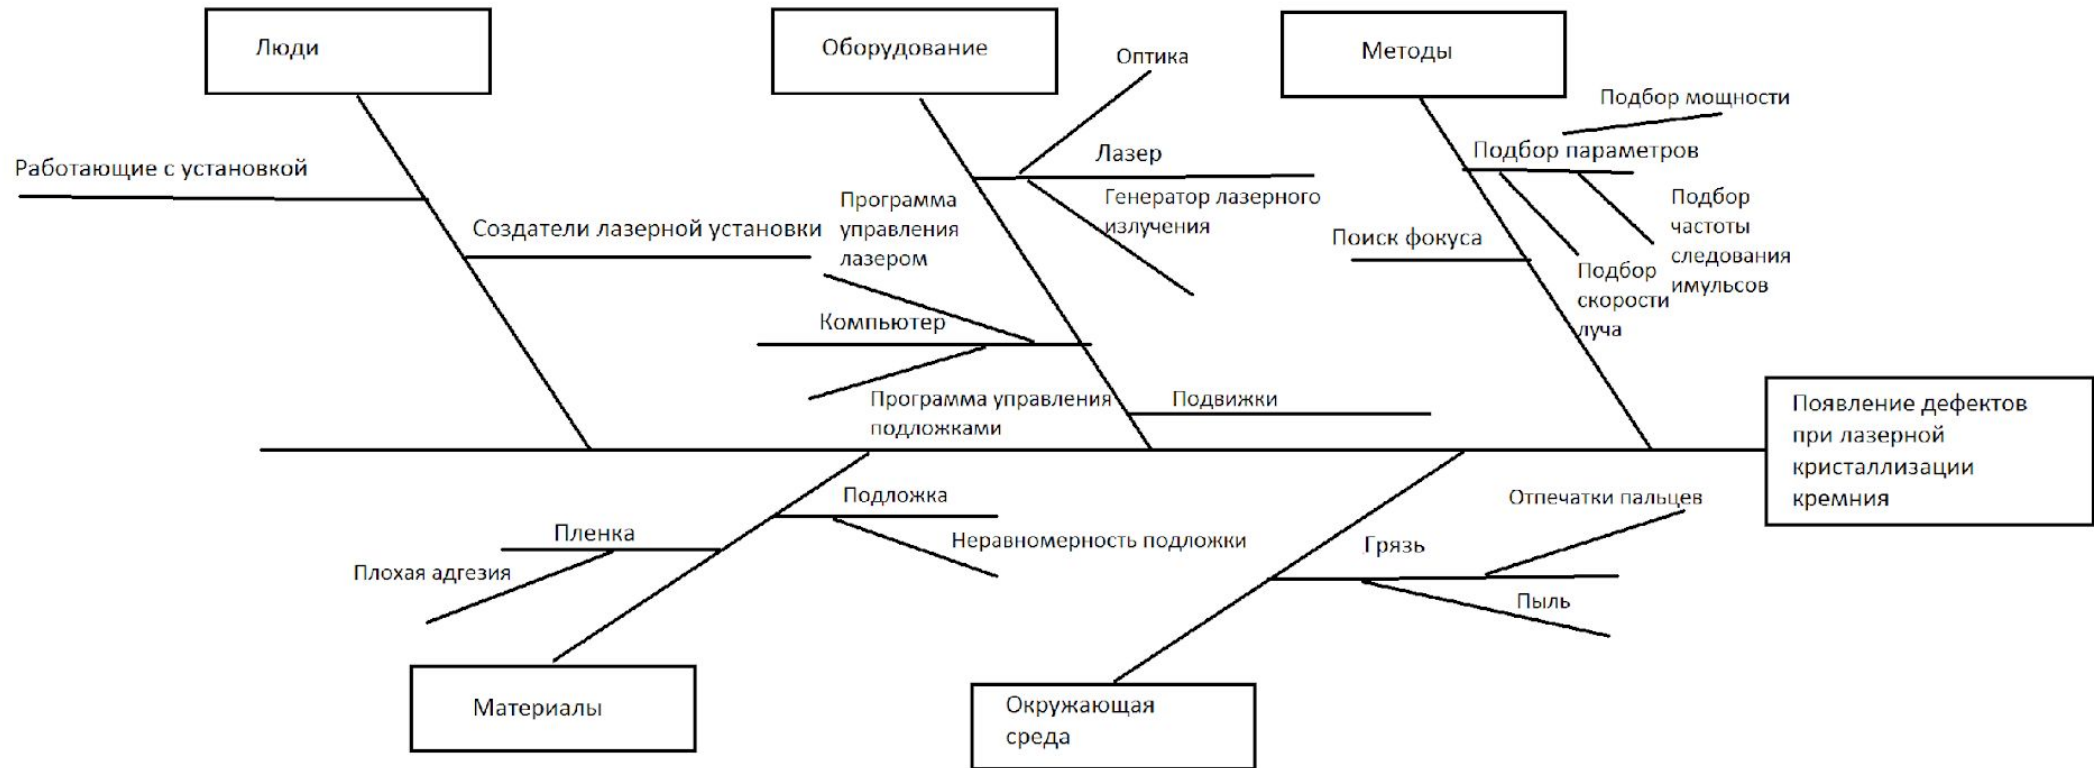 Люди
Оборудование
Методы
Оптика
Подбор мощности
Лазер
Подбор параметров
Работающие с установкой
Программа
управления
лазером
Генератор лазерного
излучения
Подбор
частоты
следования
имульсов
Создатели лазерной установки
Поиск фокуса
Подбор
скорости
луча
Компьютер
Программа управления
подложками
Подвижки
Появление дефектов
при лазерной
кристаллизации
кремния
Подложка
Отпечатки пальцев
Пленка
Неравномерность подложки
Грязь
Плохая адгезия
Пыль
Материалы
Окружающая
среда